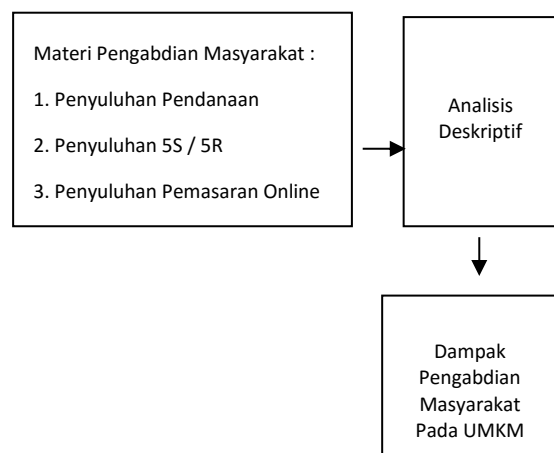 Materi Pengabdian Masyarakat :
1. Penyuluhan Pendanaan
2. Penyuluhan 5S / 5R
3. Penyuluhan Pemasaran Online
Analisis
Deskriptif
Dampak
Pengabdian
Masyarakat
Pada UMKM